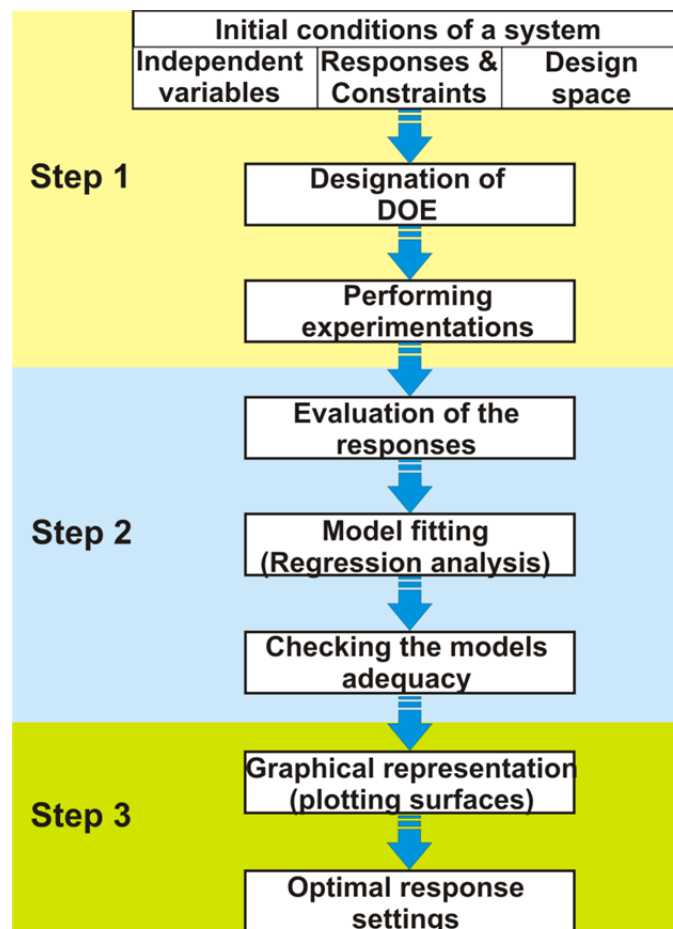 Initial conditions of a system
Independent
variables
Responses &
Constraints
Design
space
Step 1
Designation of
DOE
Performing
experimentations
Step 2
Evaluation of the
responses
Model fitting
(Regression analysis)
Checking the models
adequacy
Step 3
Graphical representation
(plotting surfaces)
Optimal response
settings